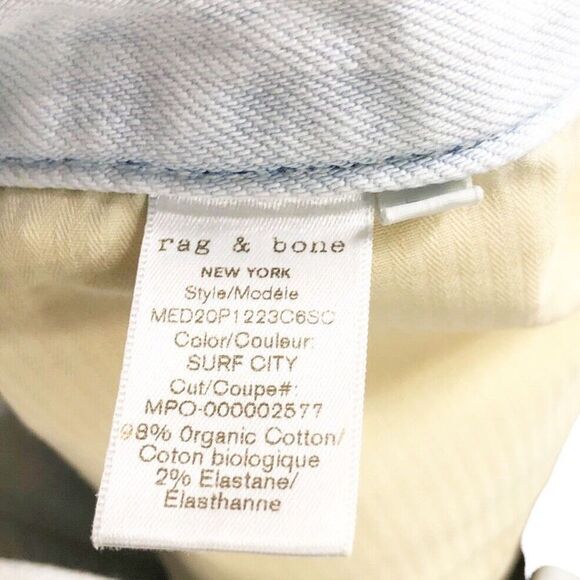 rag & bone
NEW YORK
Style/Modèle
MED20P1223C6SC
Color/Couleur:
SURF CITY
Cut/Coupe#:
MPO-000002577
98% Organic Cotton/
Coton biologique
2% Elastane/
Élasthanne